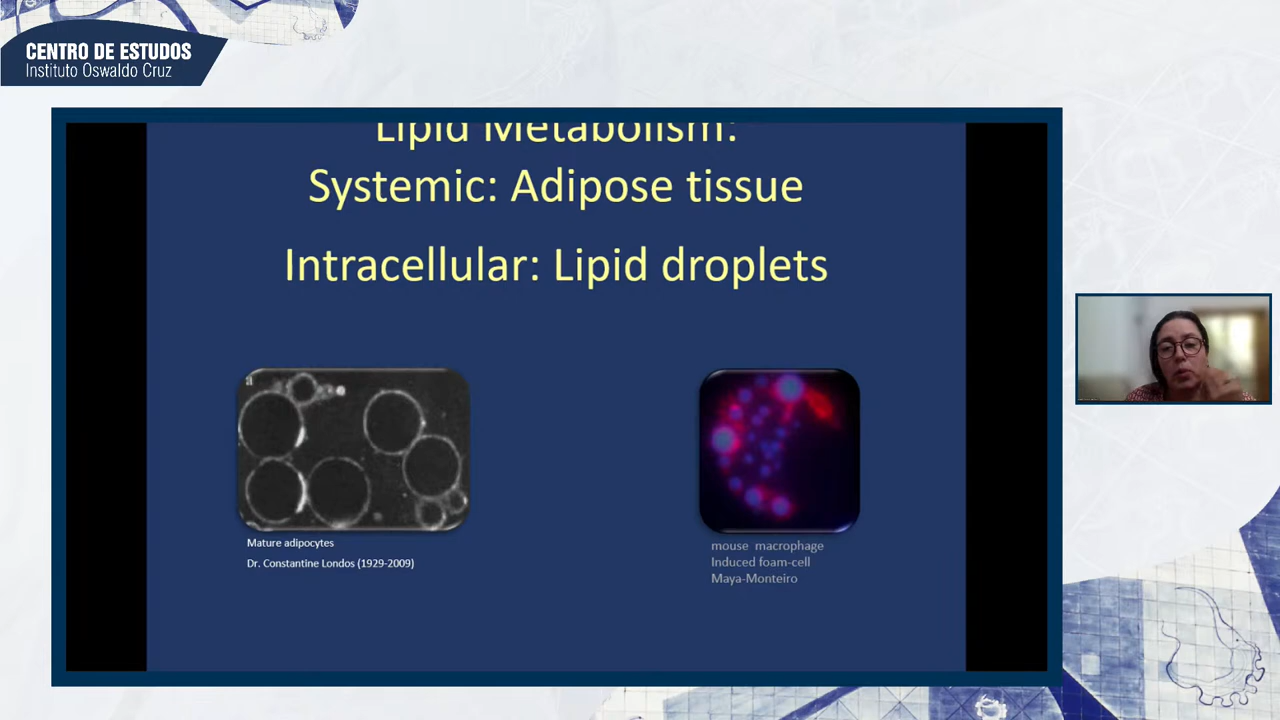 CENTRO DE ESTUDOS
Instituto Oswaldo Cruz
Lipid Metabolism:
Systemic: Adipose tissue
Intracellular: Lipid droplets
a
Mature adipocytes
Dr. Constantine Londos (1929-2009)
mouse macrophage
Induced foam-cell
Maya-Monteiro